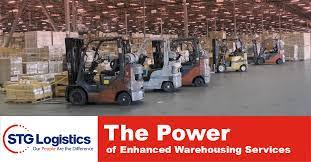 STG Logistics
Our People Are the Difference
The Power
of Enhanced Warehousing Services